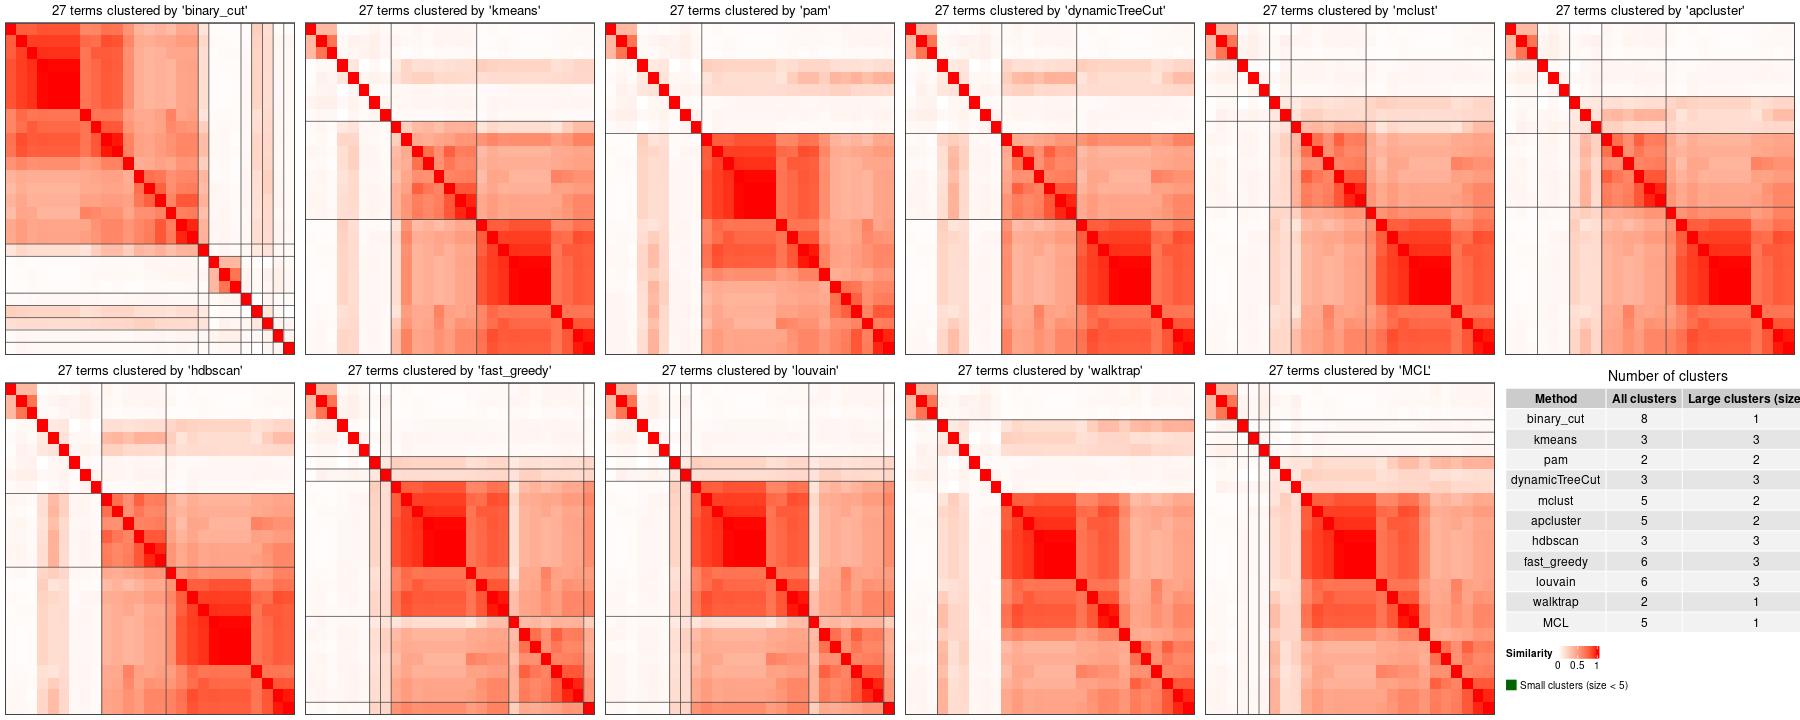 27 terms clustered by 'binary_cut'
27 terms clustered by 'kmeans'
27 terms clustered by 'pam'
27 terms clustered by 'dynamicTreeCut'
27 terms clustered by 'mclust'
27 terms clustered by 'apcluster'
27 terms clustered by 'hdbscan'
27 terms clustered by 'fast_greedy'
27 terms clustered by 'louvain'
27 terms clustered by 'walktrap'
27 terms clustered by 'MCL'
Number of clusters
Method All clusters Large clusters (size
binary_cut 8 1
kmeans 3 3
pam 2 2
dynamicTreeCut 3 3
mclust 5 2
apcluster 5 2
hdbscan 3 3
fast_greedy 6 3
louvain 6 3
walktrap 2 1
MCL 5 1
Similarity
0 0.5 1
Small clusters (size < 5)